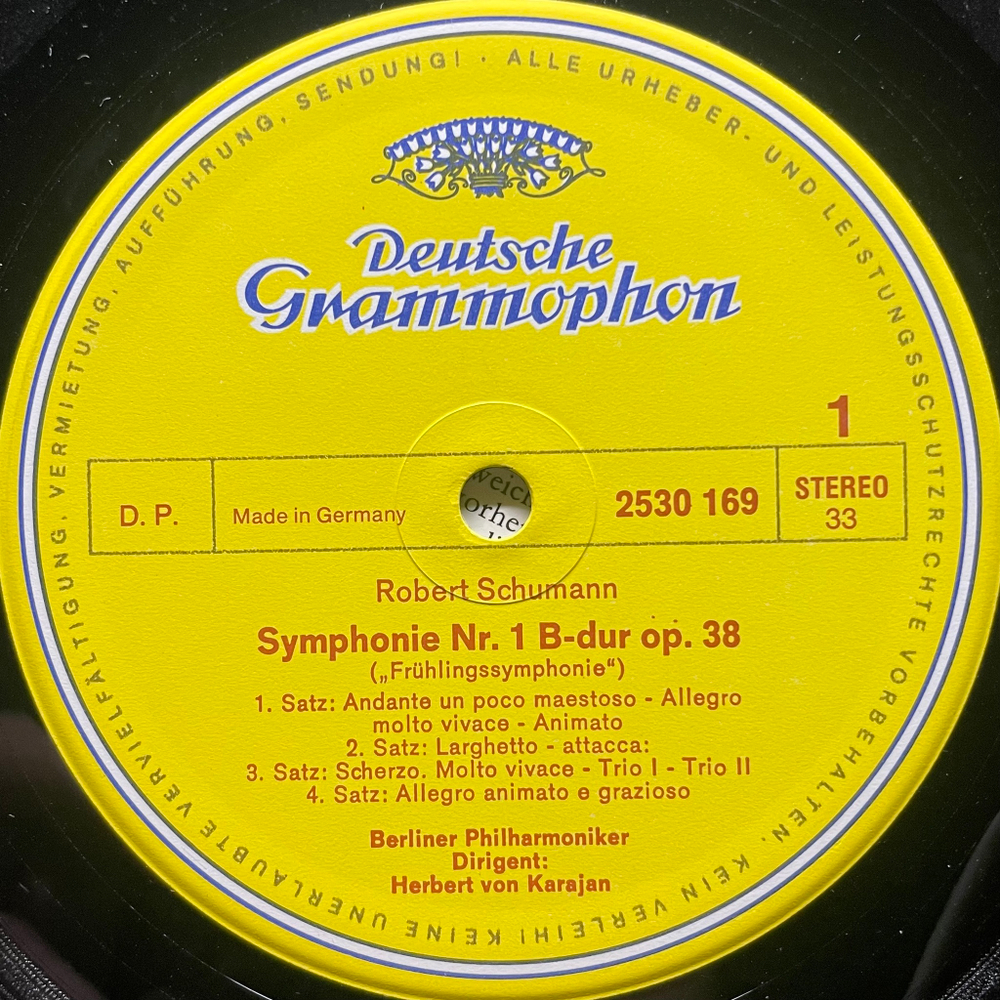 ALLE URHEBER- UND LEISTUNGSSCHUTZRECHTE VORBEHALTEN. KEIN VERLEIH! KEINE UNERLAUBTE VERVIELFÄLTIGUNG, VERMIETUNG, AUFFÜHRUNG, SENDUNG! ·
Deutsche
Grammophon
1
D. P.
Made in Germany
2530 169
STEREO
33
Robert Schumann
Symphonie Nr. 1 B-dur op. 38
(„Frühlingssymphonie“)
1. Satz: Andante un poco maestoso - Allegro
molto vivace - Animato
2. Satz: Larghetto - attacca:
3. Satz: Scherzo. Molto vivace - Trio I - Trio II
4. Satz: Allegro animato e grazioso
Berliner Philharmoniker
Dirigent:
Herbert von Karajan